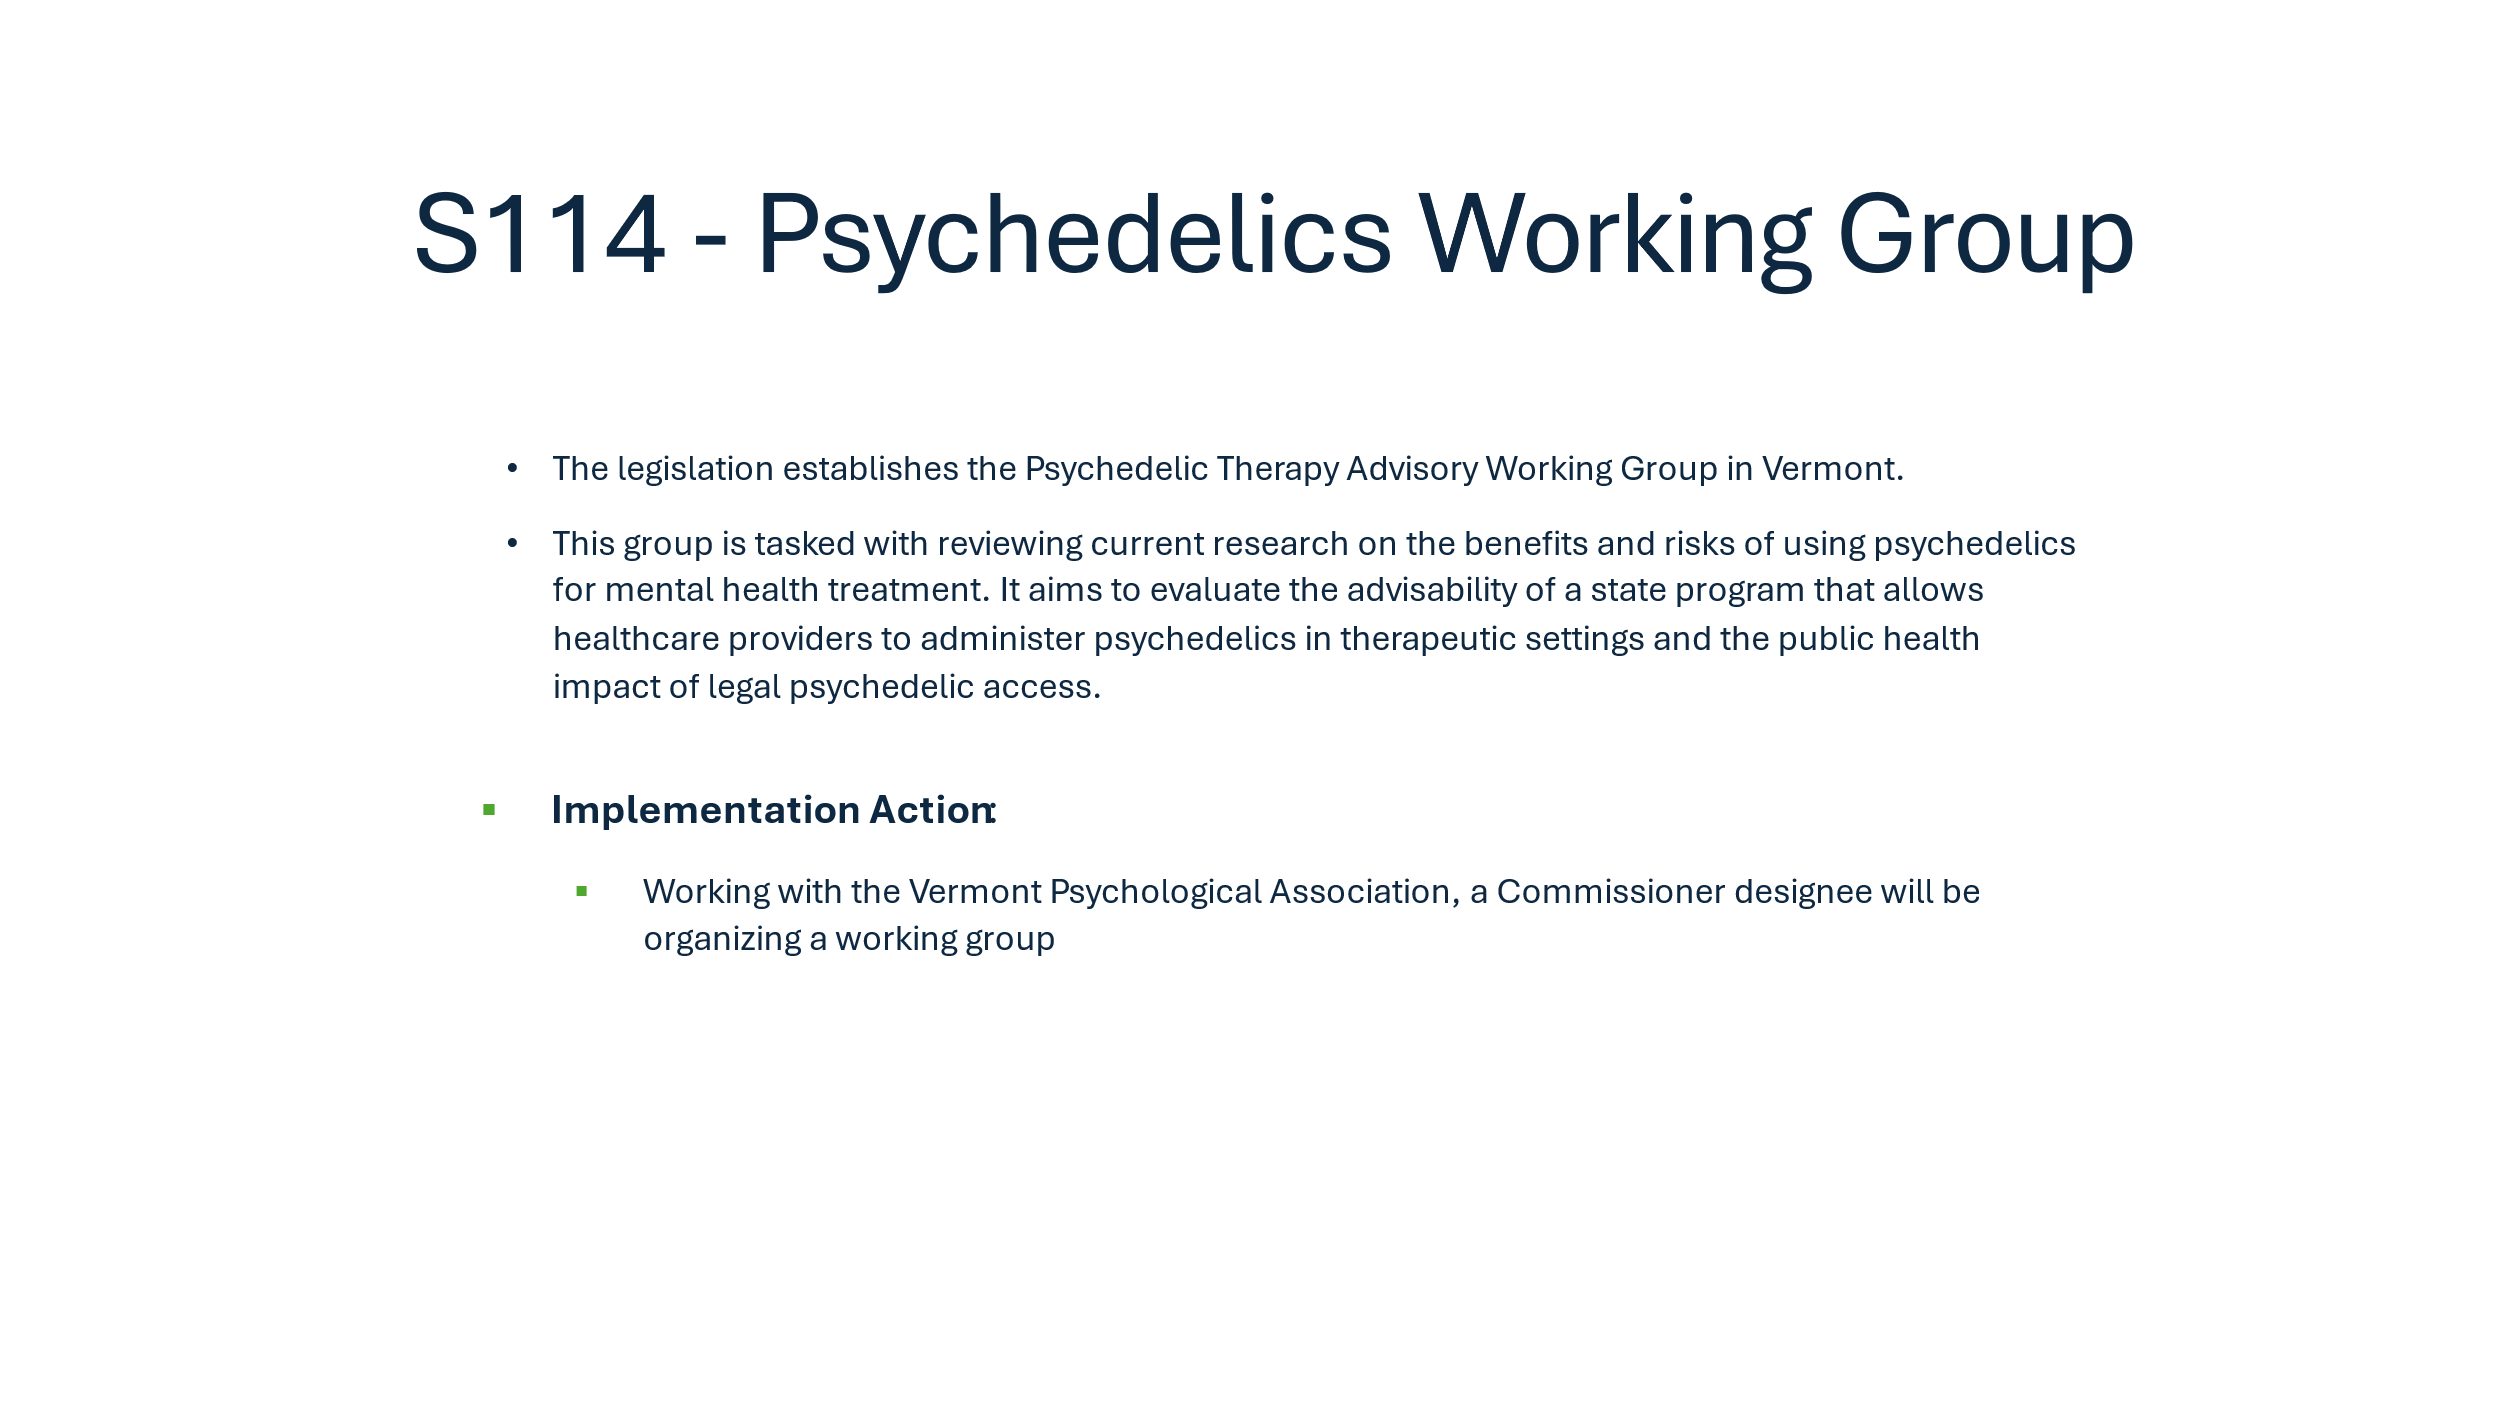 S114 - Psychedelics Working Group
• The legislation establishes the Psychedelic Therapy Advisory Working Group in Vermont.
• This group is tasked with reviewing current research on the benefits and risks of using psychedelics
for mental health treatment. It aims to evaluate the advisability of a state program that allows
healthcare providers to administer psychedelics in therapeutic settings and the public health
impact of legal psychedelic access.
▪ Implementation Action:
▪ Working with the Vermont Psychological Association, a Commissioner designee will be
organizing a working group